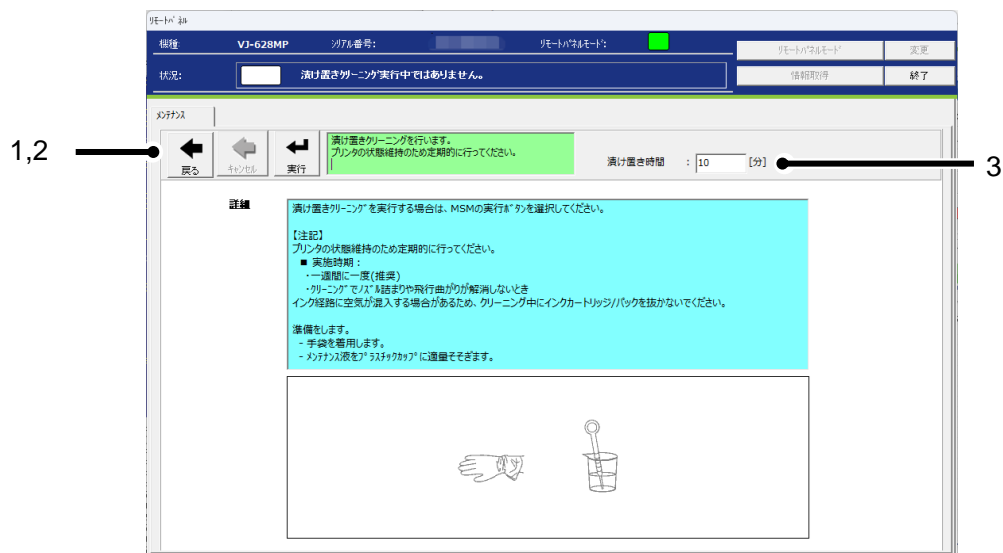 リモートパネル
機種: VJ-628MP シリアル番号: リモートパネルモード:
リモートパネルモード 変更
状況: 漬け置きクリーニング実行中ではありません。
情報取得 終了
メンテナンス
1,2
戻る キャンセル 実行
漬け置きクリーニングを行います。
プリンタの状態維持のため定期的に行ってください。
漬け置き時間 : 10 [分]
3
詳細
漬け置きクリーニングを実行する場合は、MSMの実行ボタンを選択してください。
【注記】
プリンタの状態維持のため定期的に行ってください。
■ 実施時期：
・一週間に一度(推奨)
・クリーニングでノズル詰まりや飛行曲がりが解消しないとき
インク経路に空気が混入する場合があるため、クリーニング中にインクカートリッジ/パックを抜かないでください。
準備をします。
- 手袋を着用します。
- メンテナンス液をプラスチックカップに適量そそぎます。